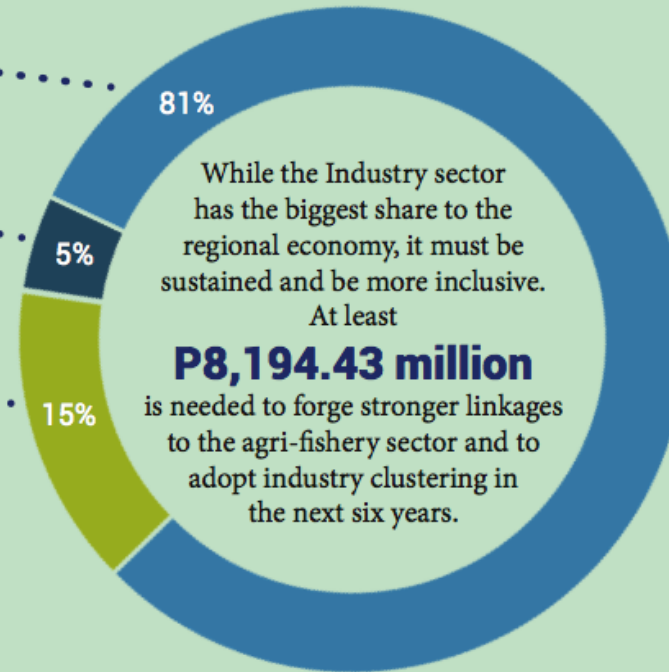 81%
While the Industry sector
has the biggest share to the
regional economy, it must be
sustained and be more inclusive.
At least
P8,194.43 million
is needed to forge stronger linkages
to the agri-fishery sector and to
adopt industry clustering in
the next six years.
5%
15%